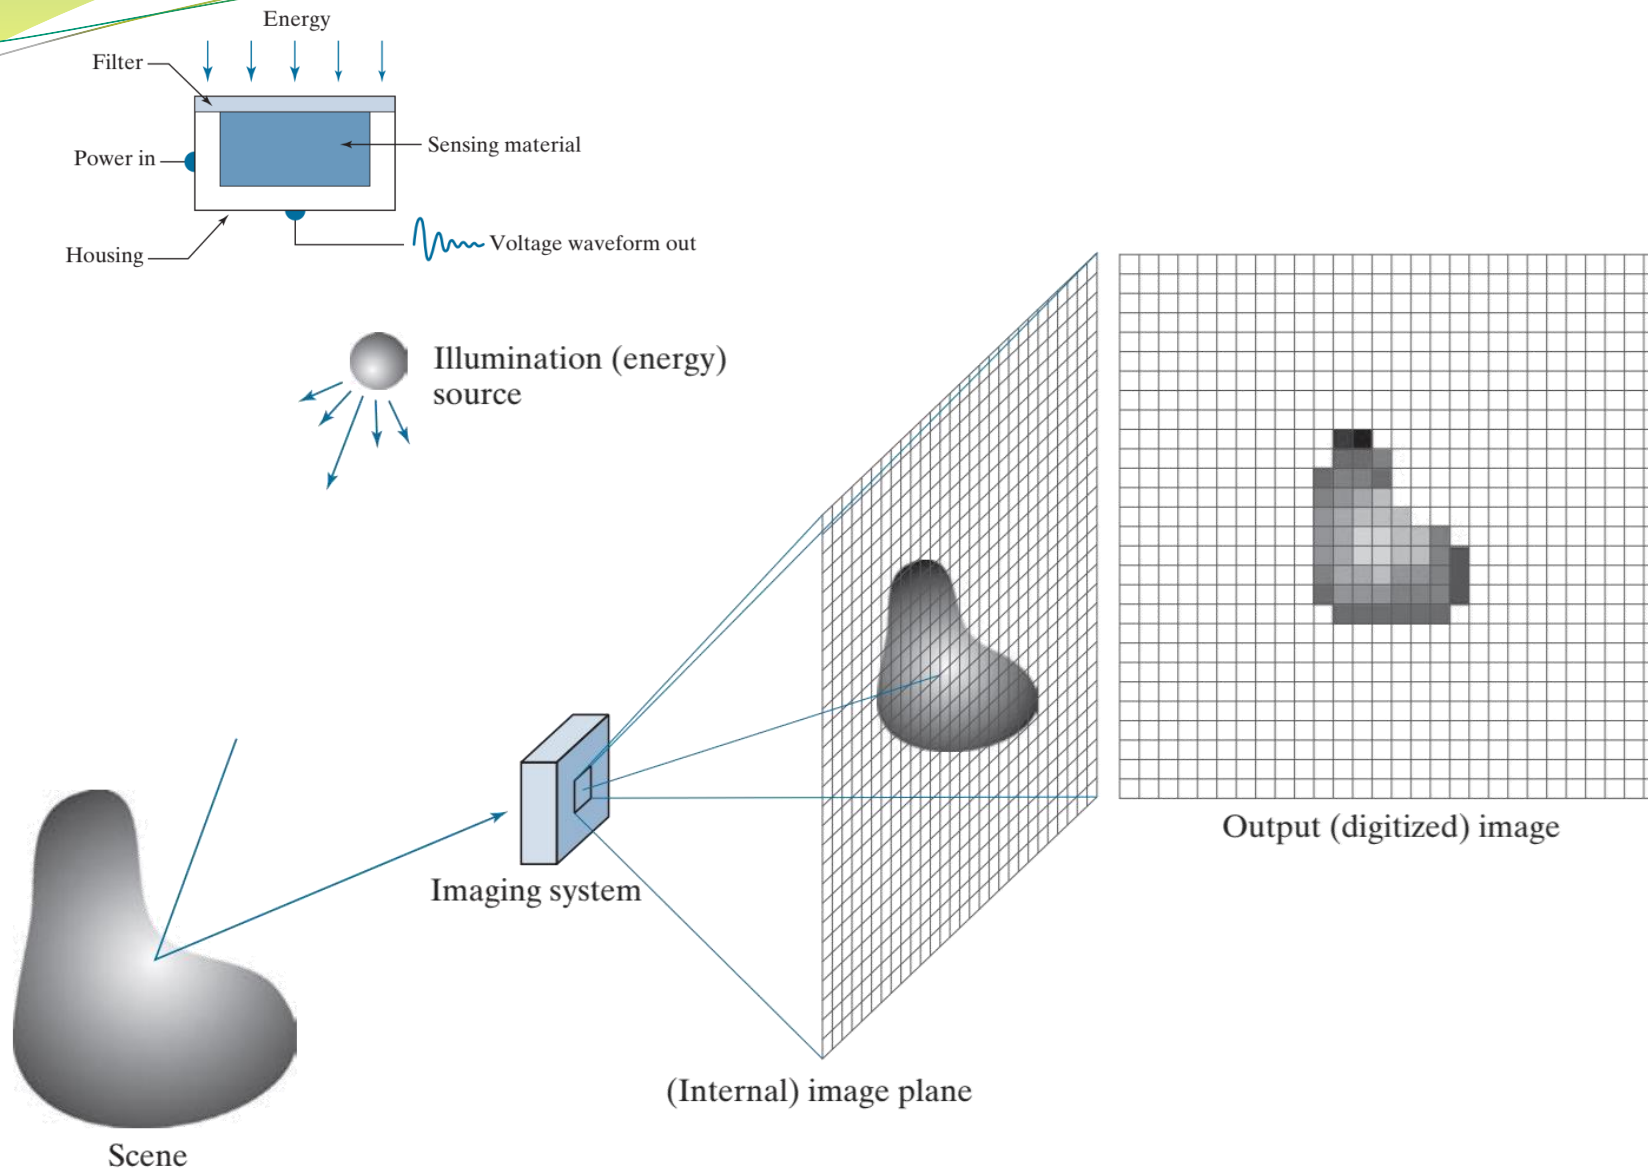 Energy
Filter
Sensing material
Power in
Voltage waveform out
Housing
Illumination (energy)
source
Output (digitized) image
Imaging system
(Internal) image plane
Scene